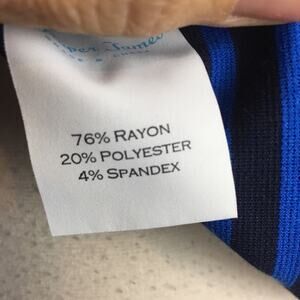 76% RAYON
20% POLYESTER
4% SPANDEX